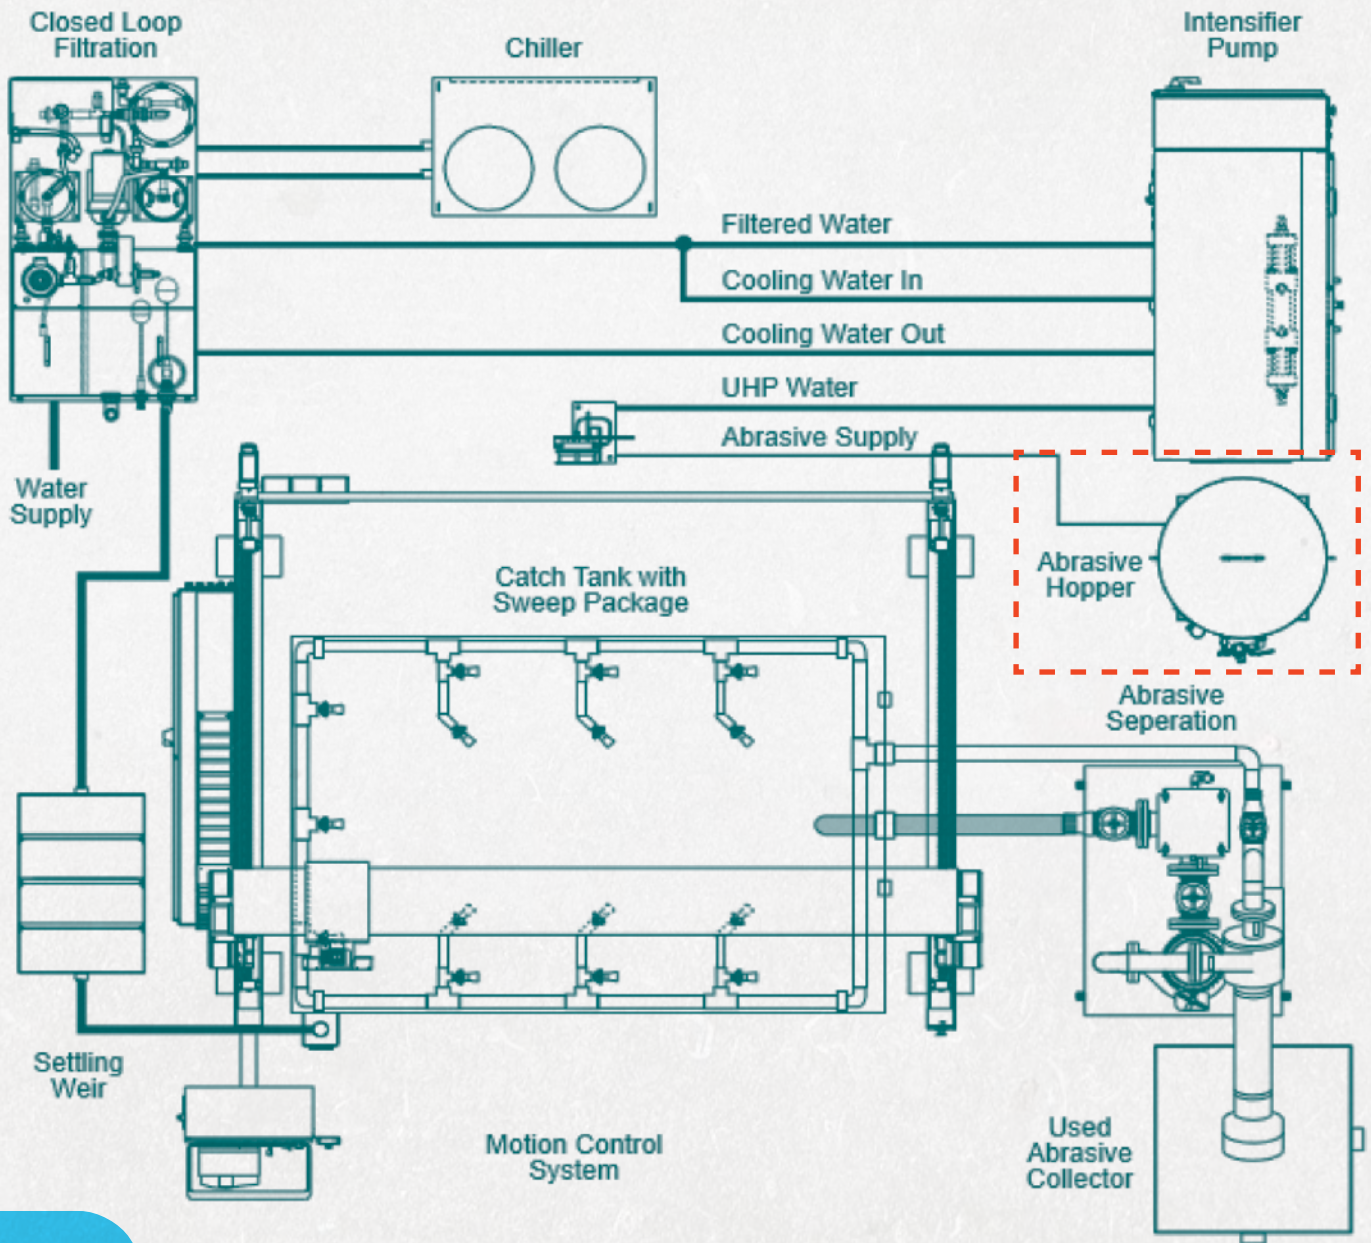 Closed Loop
Filtration
Chiller
Intensifier
Pump
Filtered Water
Cooling Water In
Cooling Water Out
UHP Water
Abrasive Supply
Water
Supply
Abrasive
Hopper
Catch Tank with
Sweep Package
Abrasive
Seperation
Settling
Weir
Motion Control
System
Used
Abrasive
Collector